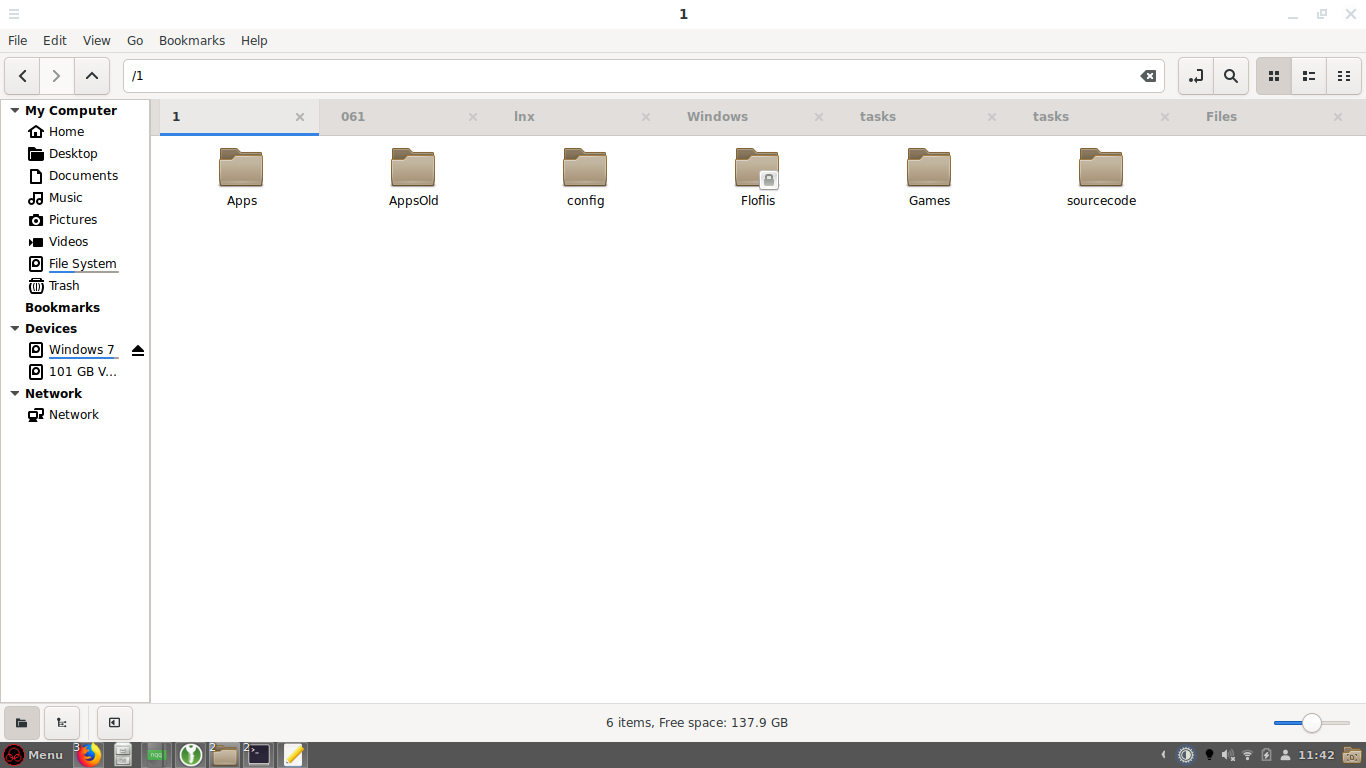 1
File Edit View Go Bookmarks Help
/1
My Computer
Home
Desktop
Documents
Music
Pictures
Videos
File System
Trash
Bookmarks
Devices
Windows 7
101 GB V...
Network
Network
1 061 lnx Windows tasks tasks Files
Apps AppsOld config Floflis Games sourcecode
6 items, Free space: 137.9 GB
Menu 3 2 2 11:42